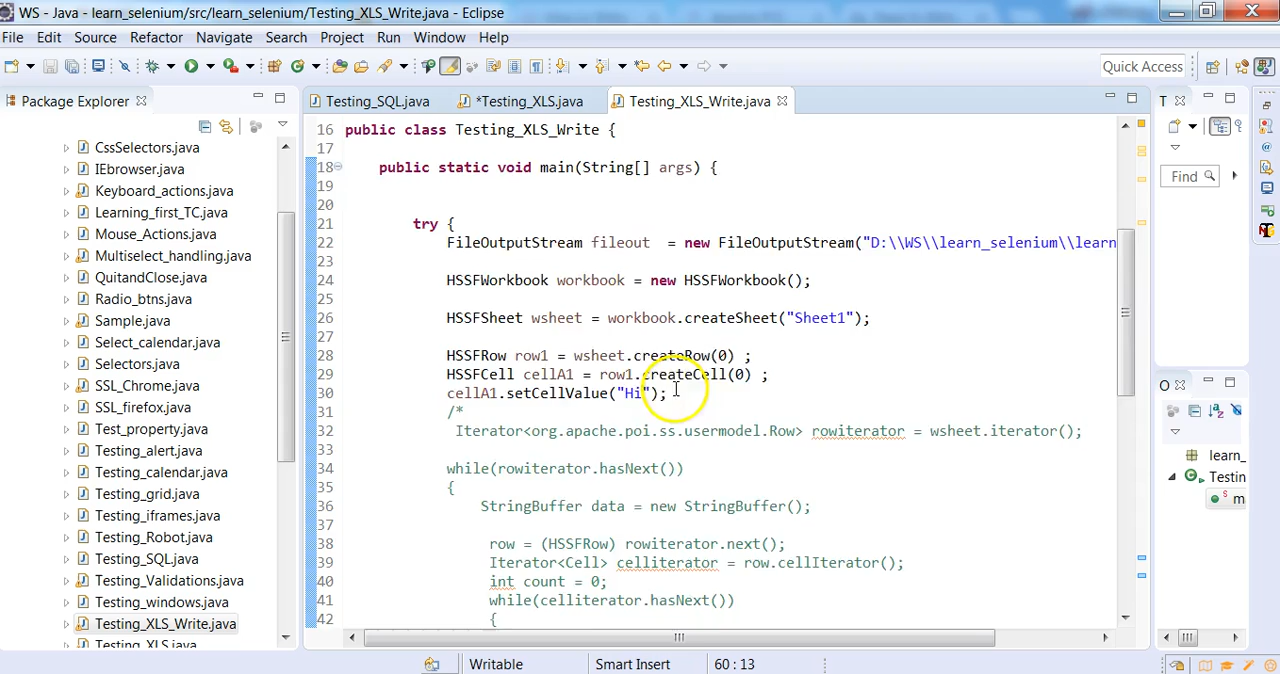 WS - Java - learn_selenium/src/learn_selenium/Testing_XLS_Write.java - Eclipse
File Edit Source Refactor Navigate Search Project Run Window Help
Quick Access
Package Explorer
CssSelectors.java
IEbrowser.java
Keyboard_actions.java
Learning_first_TC.java
Mouse_Actions.java
Multiselect_handling.java
QuitandClose.java
Radio_btns.java
Sample.java
Select_calendar.java
Selectors.java
SSL_Chrome.java
SSL_firefox.java
Test_property.java
Testing_alert.java
Testing_calendar.java
Testing_grid.java
Testing_iframes.java
Testing_Robot.java
Testing_SQL.java
Testing_Validations.java
Testing_windows.java
Testing_XLS_Write.java
Testing_XLS.java
Testing_SQL.java *Testing_XLS.java Testing_XLS_Write.java
16 public class Testing_XLS_Write {
17
18 public static void main(String[] args) {
19
20
21 try {
22 FileOutputStream fileout = new FileOutputStream("D:\\WS\\learn_selenium\\learn
23
24 HSSFWorkbook workbook = new HSSFWorkbook();
25
26 HSSFSheet wsheet = workbook.createSheet("Sheet1");
27
28 HSSFRow row1 = wsheet.createRow(0) ;
29 HSSFCell cellA1 = row1.createCell(0) ;
30 cellA1.setCellValue("Hi");
31 /*
32 Iterator<org.apache.poi.ss.usermodel.Row> rowiterator = wsheet.iterator();
33
34 while(rowiterator.hasNext())
35 {
36 StringBuffer data = new StringBuffer();
37
38 row = (HSSFRow) rowiterator.next();
39 Iterator<Cell> celliterator = row.cellIterator();
40 int count = 0;
41 while(celliterator.hasNext())
42 {
T
Find
O
learn_
Testin
m
Writable Smart Insert 60 : 13